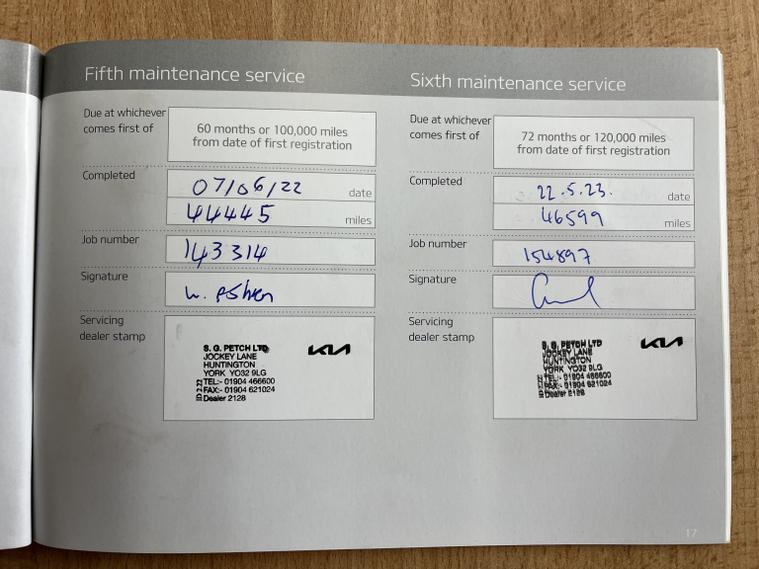 Fifth maintenance service
Due at whichever
comes first of
60 months or 100,000 miles
from date of first registration
Completed
07/06/22 date
44445 miles
Job number
143314
Signature
Servicing
dealer stamp
S. G. PETCH LTD
JOCKEY LANE
HUNTINGTON
YORK YO32 9LG
TEL:- 01904 466600
FAX:- 01904 621024
Dealer 2128
KIA
Sixth maintenance service
Due at whichever
comes first of
72 months or 120,000 miles
from date of first registration
Completed
22.5.23. date
46599 miles
Job number
154897
Signature
Servicing
dealer stamp
S. G. PETCH LTD
JOCKEY LANE
HUNTINGTON
YORK YO32 9LG
TEL:- 01904 466600
FAX:- 01904 621024
Dealer 2128
KIA
17